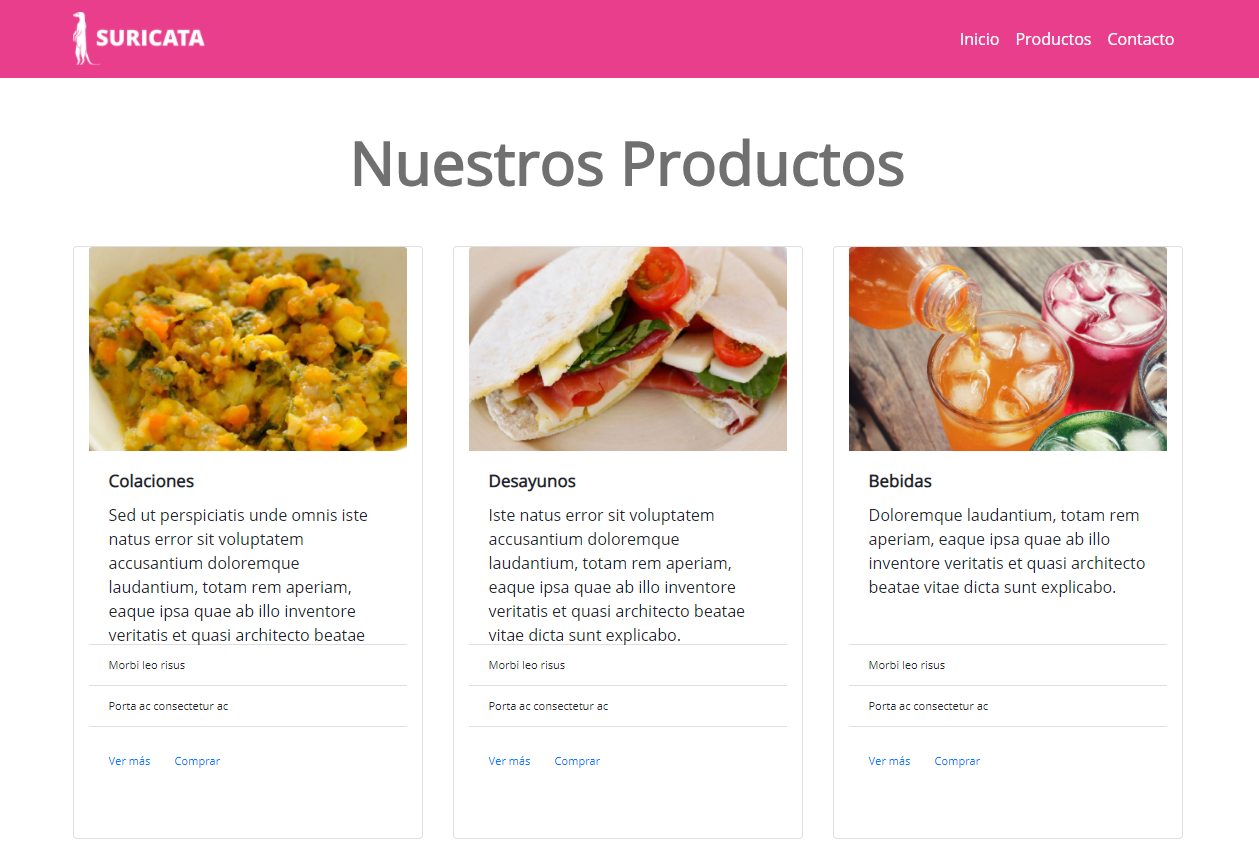 SURICATA
Inicio Productos Contacto
Nuestros Productos
Colaciones
Sed ut perspiciatis unde omnis iste
natus error sit voluptatem
accusantium doloremque
laudantium, totam rem aperiam,
eaque ipsa quae ab illo inventore
veritatis et quasi architecto beatae
Morbi leo risus
Porta ac consectetur ac
Ver más Comprar
Desayunos
Iste natus error sit voluptatem
accusantium doloremque
laudantium, totam rem aperiam,
eaque ipsa quae ab illo inventore
veritatis et quasi architecto beatae
vitae dicta sunt explicabo.
Morbi leo risus
Porta ac consectetur ac
Ver más Comprar
Bebidas
Doloremque laudantium, totam rem
aperiam, eaque ipsa quae ab illo
inventore veritatis et quasi architecto
beatae vitae dicta sunt explicabo.
Morbi leo risus
Porta ac consectetur ac
Ver más Comprar